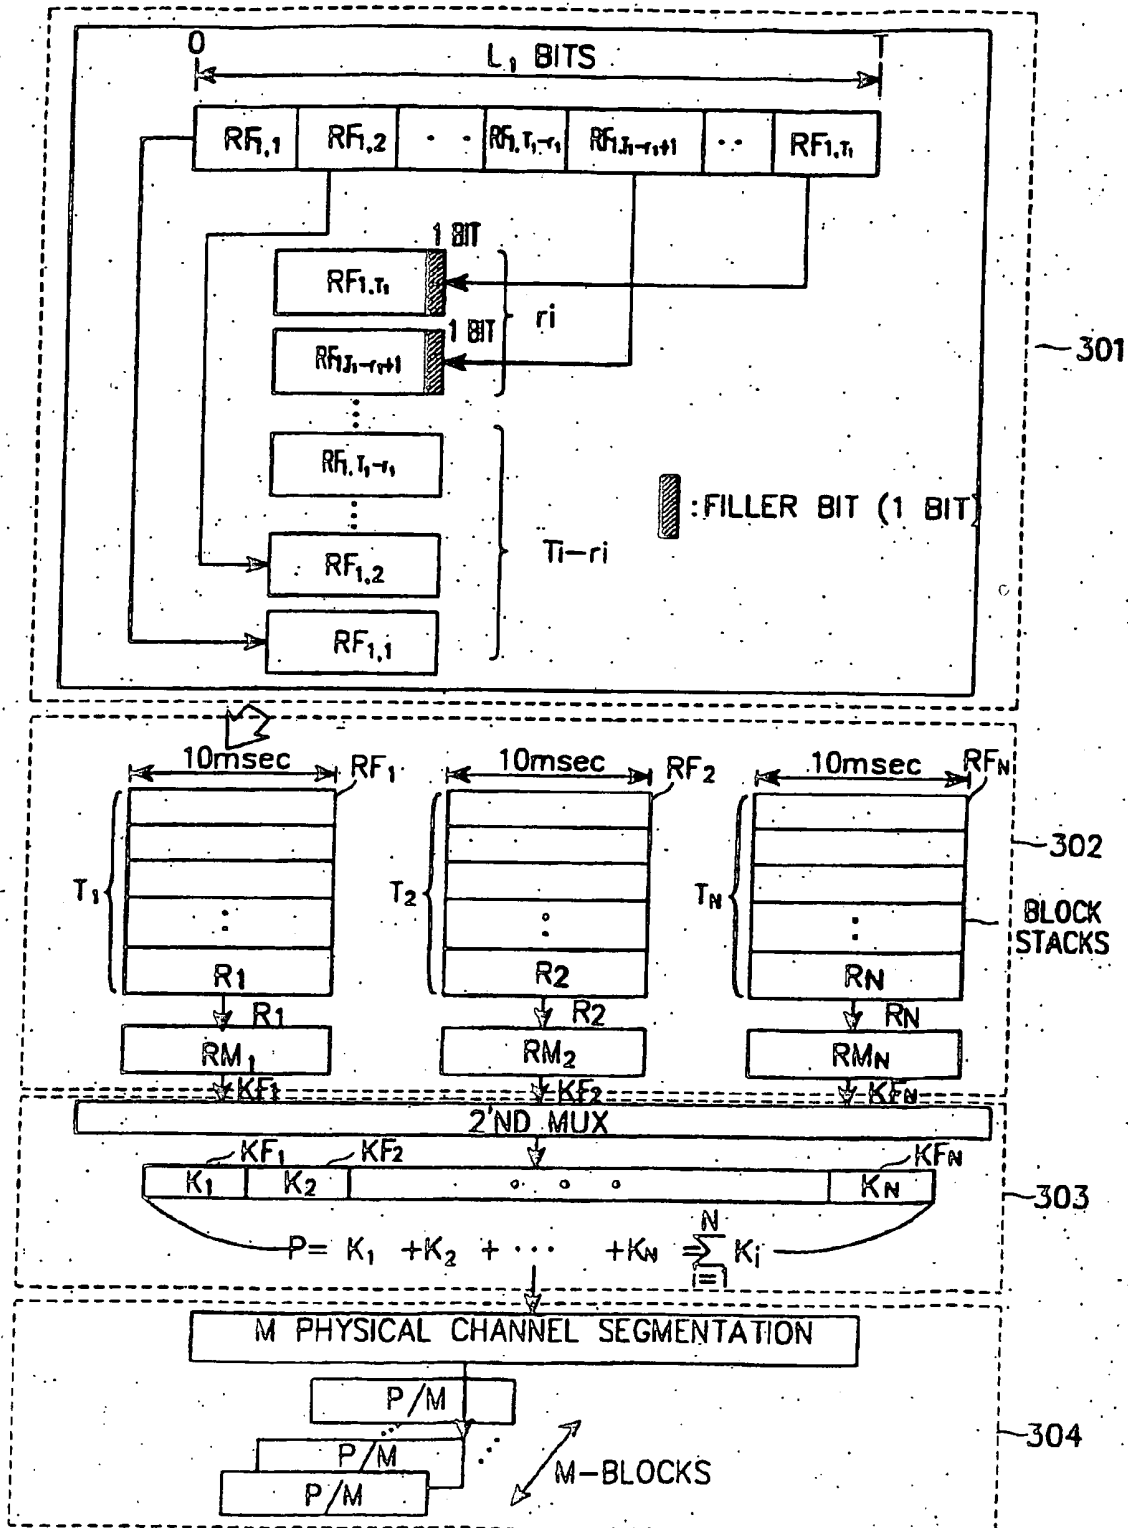 0 L₁ BITS T
RF₁,₁ RF₁,₂ · · RF₁,T₁-r₁ RF₁,T₁-r₁+1 ·· RF₁,T₁
1 BIT
RF₁,T₁
ri
1 BIT
RF₁,T₁-r₁+1
301
RF₁,T₁-r₁
:FILLER BIT (1 BIT)
Ti-ri
RF₁,₂
RF₁,₁
10msec RF₁ 10msec RF₂ 10msec RFN
302
T₁ T₂ TN
BLOCK
STACKS
R1 R2 RN
R1 R2 RN
RM₁ RM₂ RMN
KF₁ KF₂ KFN
2'ND MUX
KF₁ KF₂ KFN
K₁ K₂ ∘ ∘ ∘ KN
303
P= K₁ +K₂ + ··· +KN = N ∑ i=1 Ki
M PHYSICAL CHANNEL SEGMENTATION
P/M
304
P/M
M-BLOCKS
P/M